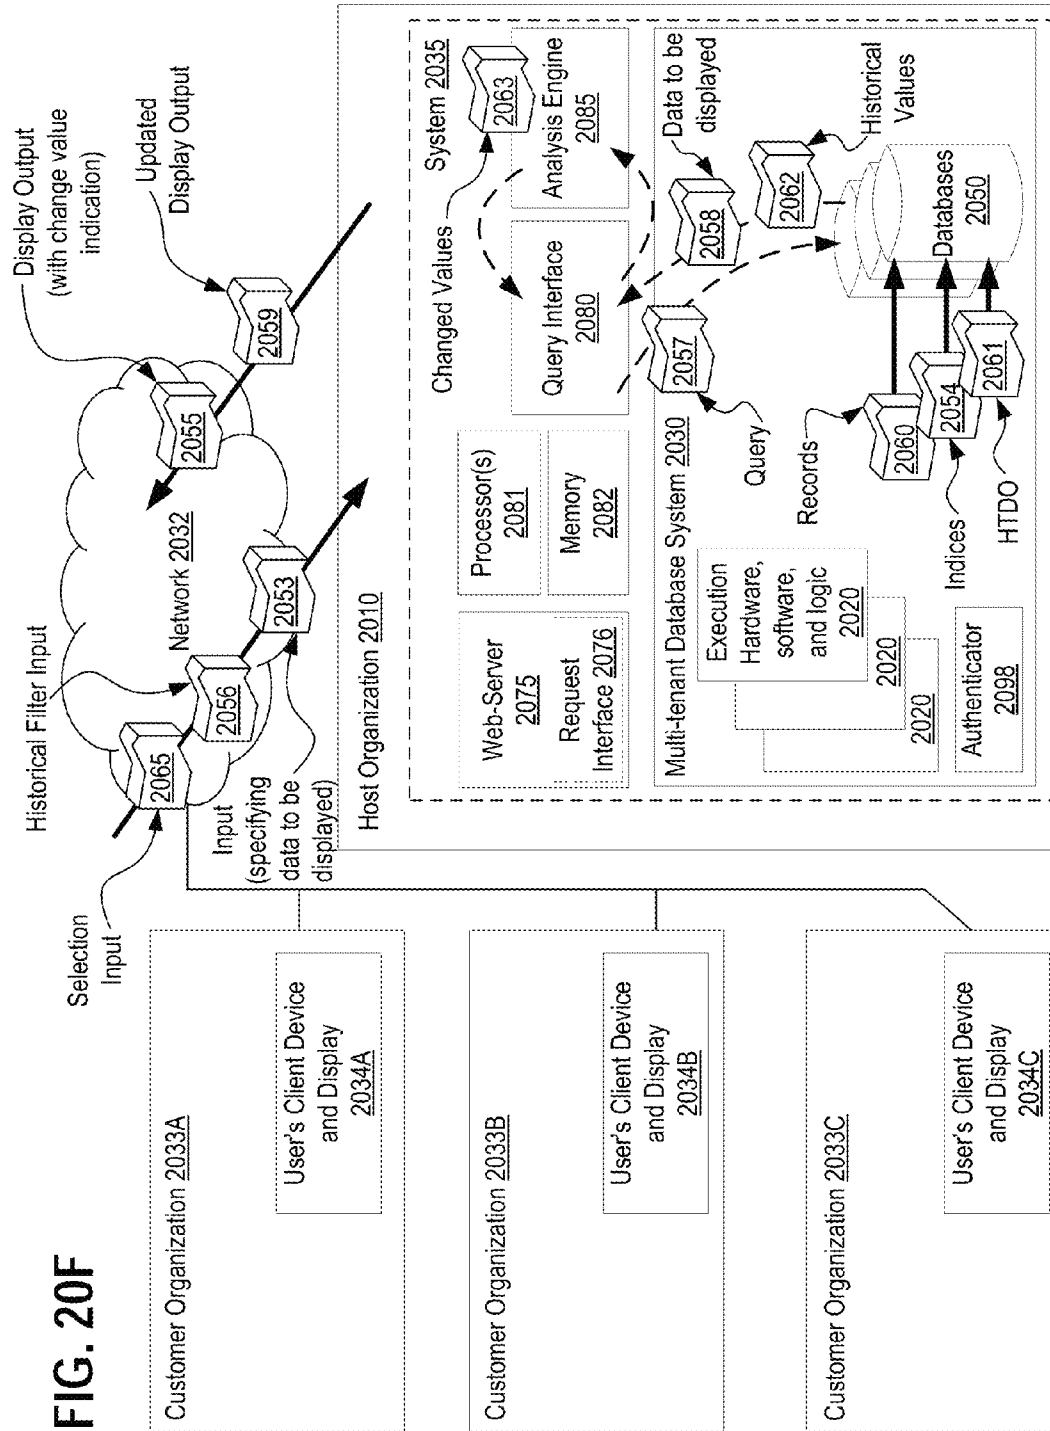 FIG. 20F
Customer Organization 2033A
User's Client Device
and Display
2034A
Customer Organization 2033B
User's Client Device
and Display
2034B
Customer Organization 2033C
User's Client Device
and Display
2034C
Selection
Input
2065
Historical Filter Input
2056
Input
(specifying
data to be
displayed)
2053
Network 2032
Display Output
(with change value
indication)
2055
Updated
Display Output
2059
Host Organization 2010
System 2035
Web-Server
2075
Request
Interface 2076
Processor(s)
2081
Memory
2082
Changed Values
2063
Query Interface
2080
Analysis Engine
2085
Multi-tenant Database System 2030
Execution
Hardware,
software,
and logic
2020
2020
2020
Authenticator
2098
Query
2057
Data to be
displayed
2058
2062
Historical
Values
Records
2060
Indices
2054
HTDO
2061
Databases
2050